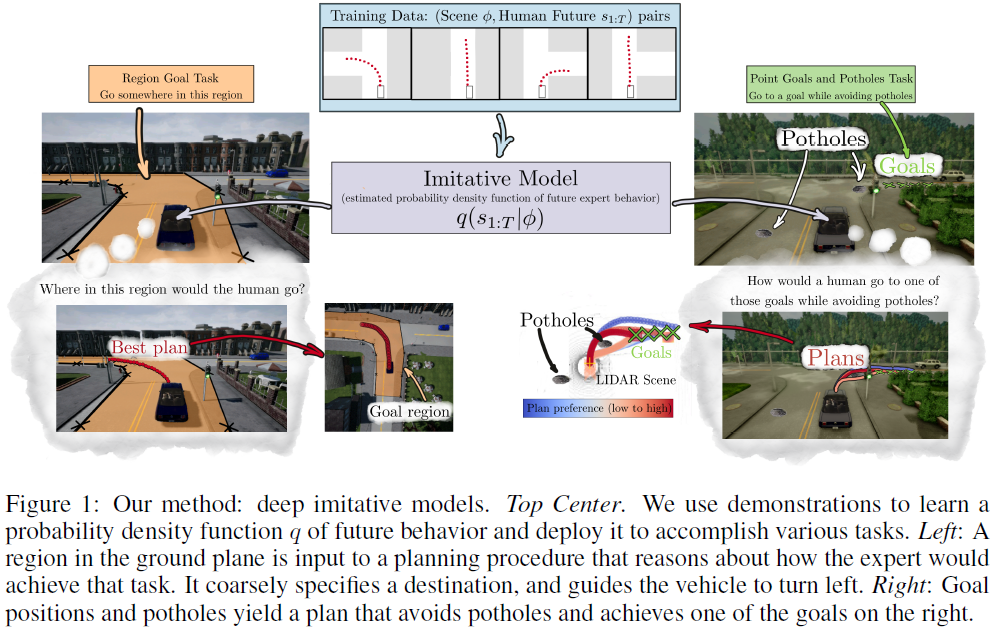 Training Data: (Scene ϕ, Human Future s₁:T) pairs
Region Goal Task
Go somewhere in this region
Point Goals and Potholes Task
Go to a goal while avoiding potholes
Potholes
Goals
Imitative Model
(estimated probability density function of future expert behavior)
q(s₁:T|ϕ)
Where in this region would the human go?
Best plan
Goal region
How would a human go to one of
those goals while avoiding potholes?
Potholes
Goals
LIDAR Scene
Plan preference (low to high)
Plans
Figure 1: Our method: deep imitative models. Top Center. We use demonstrations to learn a
probability density function q of future behavior and deploy it to accomplish various tasks. Left: A
region in the ground plane is input to a planning procedure that reasons about how the expert would
achieve that task. It coarsely specifies a destination, and guides the vehicle to turn left. Right: Goal
positions and potholes yield a plan that avoids potholes and achieves one of the goals on the right.